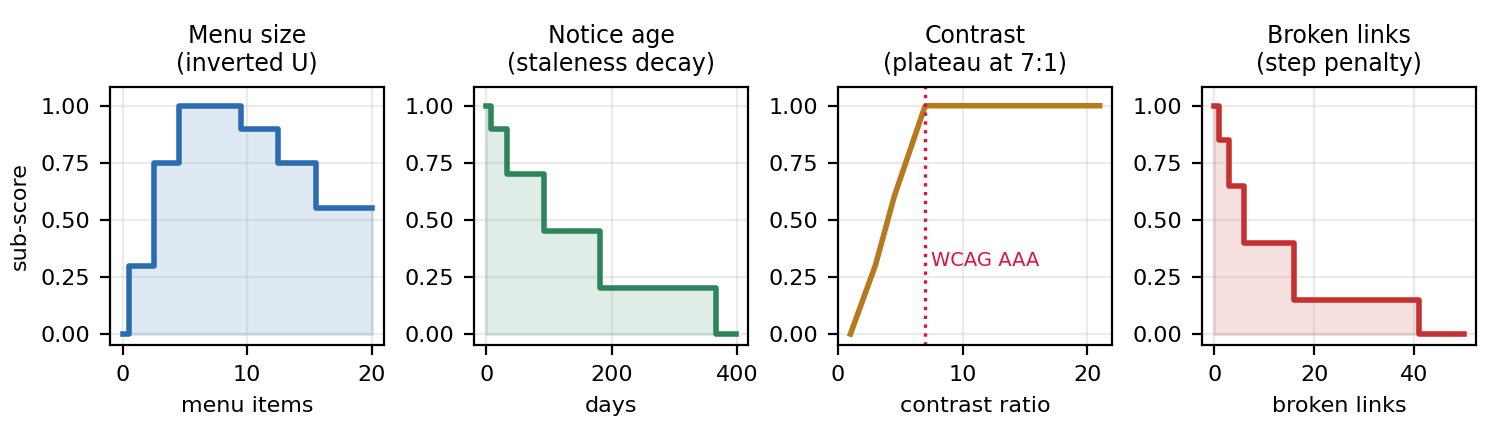 Menu size
(inverted U)
sub-score
1.00
0.75
0.50
0.25
0.00
0 10 20
menu items
Notice age
(staleness decay)
1.00
0.75
0.50
0.25
0.00
0 200 400
days
Contrast
(plateau at 7:1)
1.00
0.75
0.50
0.25
0.00
WCAG AAA
0 10 20
contrast ratio
Broken links
(step penalty)
1.00
0.75
0.50
0.25
0.00
0 20 40
broken links